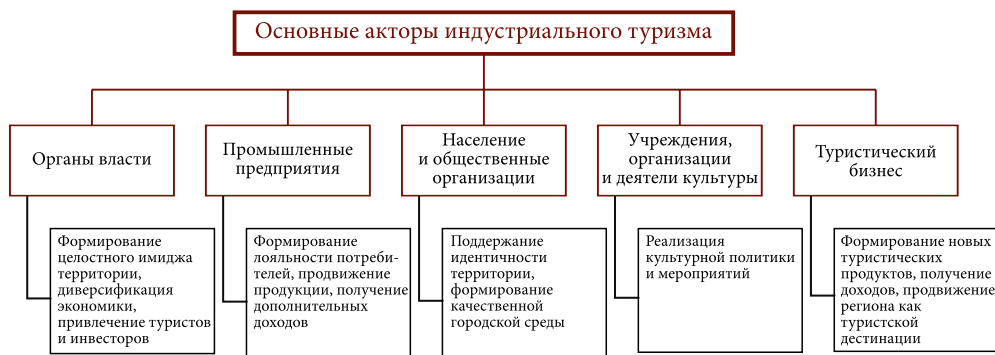 Основные акторы индустриального туризма
Органы власти
Промышленные
предприятия
Население
и общественные
организации
Учреждения,
организации
и деятели культуры
Туристический
бизнес
Формирование
целостного имиджа
территории,
диверсификация
экономики,
привлечение туристов
и инвесторов
Формирование
лояльности потреби-
телей, продвижение
продукции, получение
дополнительных
доходов
Поддержание
идентичности
территории,
формирование
качественной
городской среды
Реализация
культурной политики
и мероприятий
Формирование новых
туристических
продуктов, получение
доходов, продвижение
региона как
туристской
дестинации